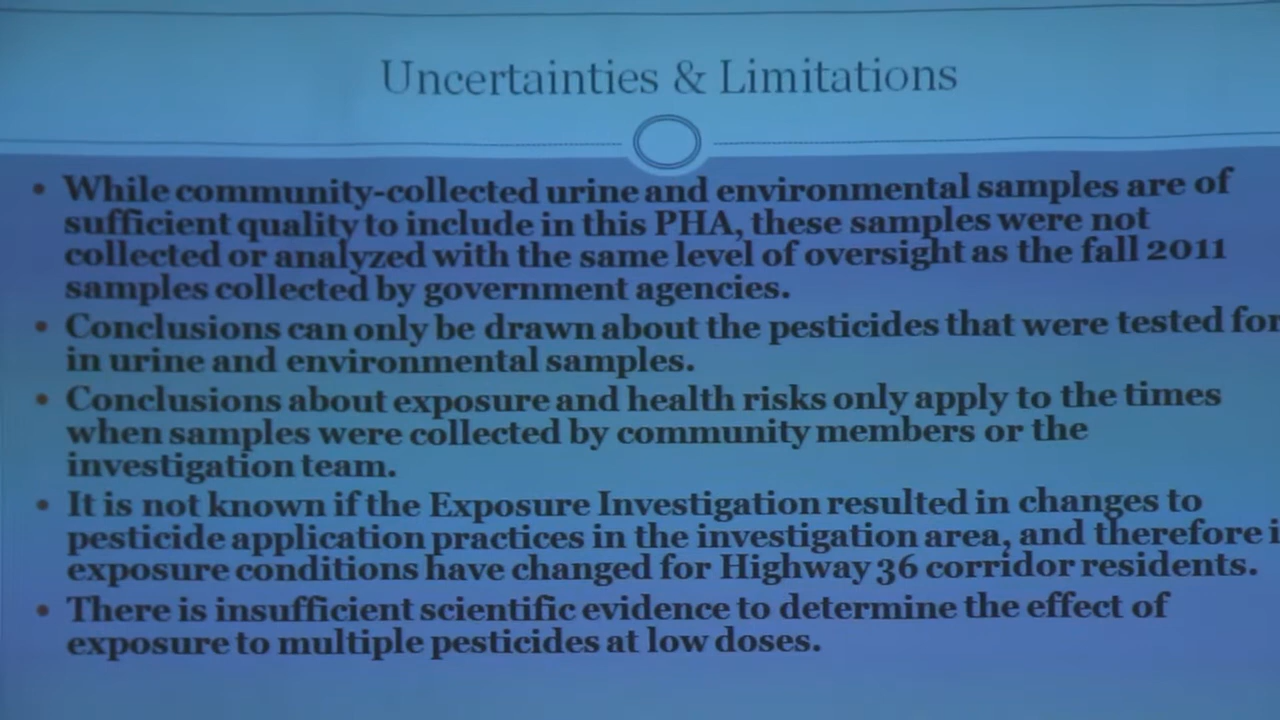 Uncertainties & Limitations
• While community-collected urine and environmental samples are of
sufficient quality to include in this PHA, these samples were not
collected or analyzed with the same level of oversight as the fall 2011
samples collected by government agencies.
• Conclusions can only be drawn about the pesticides that were tested for
in urine and environmental samples.
• Conclusions about exposure and health risks only apply to the times
when samples were collected by community members or the
investigation team.
• It is not known if the Exposure Investigation resulted in changes to
pesticide application practices in the investigation area, and therefore
exposure conditions have changed for Highway 36 corridor residents.
• There is insufficient scientific evidence to determine the effect of
exposure to multiple pesticides at low doses.